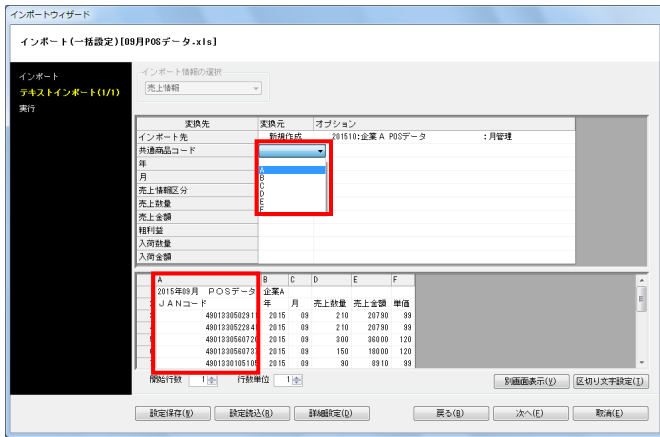 インポートウィザード
インポート(一括設定)[09月POSデータ.xls]
インポート
テキストインポート(1/1)
実行
インポート情報の選択
売上情報
変換先 変換元 オプション
インポート先 新規作成 201510:企業A POSデータ :月管理
共通商品コード
年
月
売上情報区分
売上数量
売上金額
粗利益
入荷数量
入荷金額
A
B
C
D
E
F
A B C D E F
2015年09月 POSデータ 企業A
JANコード 年 月 売上数量 売上金額 単価
4901330502911 2015 09 210 20790 99
4901330522841 2015 09 210 20790 99
4901330560720 2015 09 300 36000 120
4901330560737 2015 09 150 18000 120
4901330105105 2015 09 90 8910 99
開始行数 1 行数単位 1 別画面表示(V) 区切り文字設定(T)
設定保存(W) 設定読込(R) 詳細設定(D) 戻る(B) 次へ(F) 取消(E)